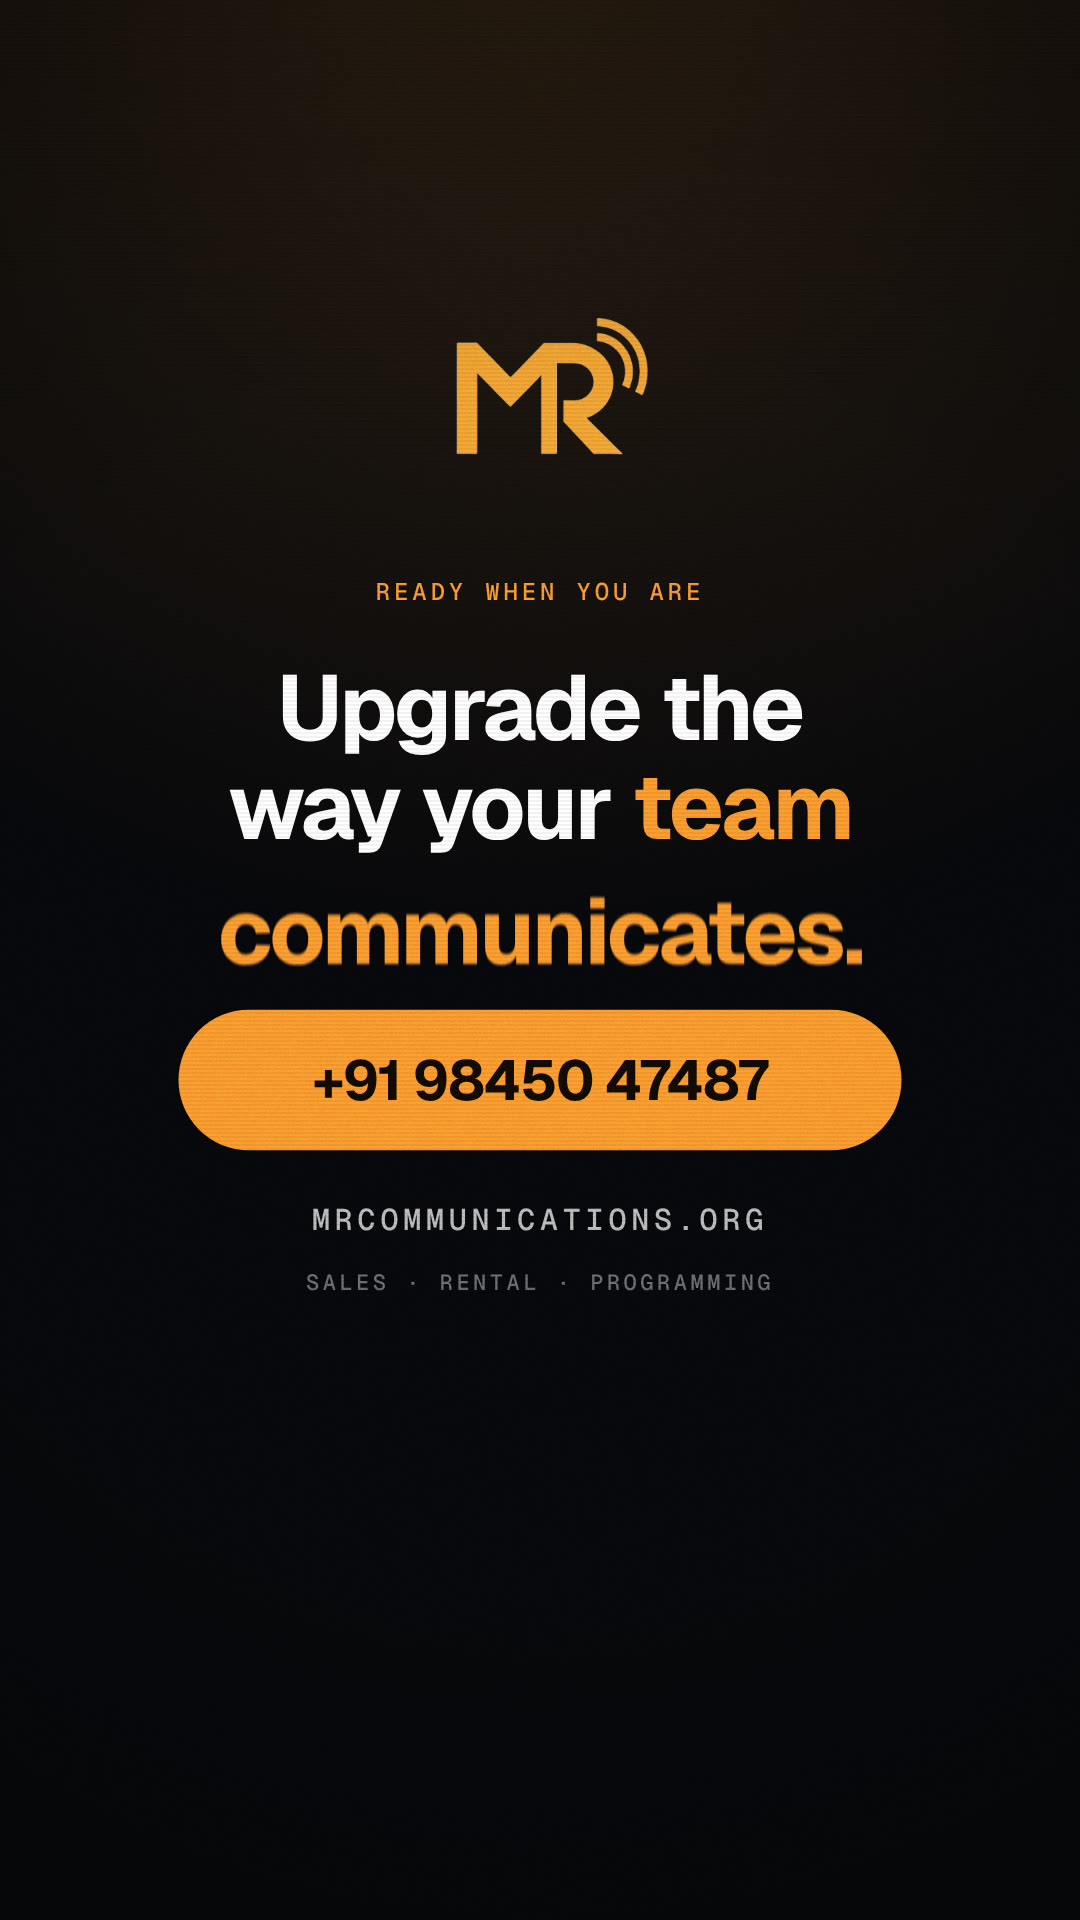 MR
READY WHEN YOU ARE
Upgrade the
way your team
communicates.
+91 98450 47487
MRCOMMUNICATIONS.ORG
SALES · RENTAL · PROGRAMMING